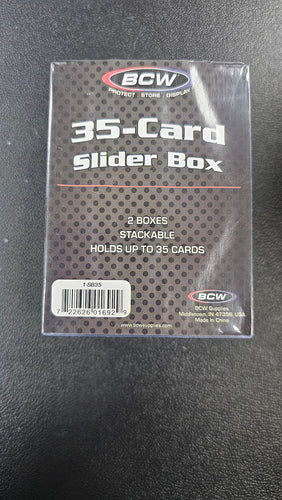 BCW
PROTECT . STORE . DISPLAY
35-Card
Slider Box
2 BOXES
STACKABLE
HOLDS UP TO 35 CARDS
1-SB35
7 22626 01692 9
BCW
BCW Supplies
Middletown, IN 47356, USA
Made in China
www.bcwsupplies.com